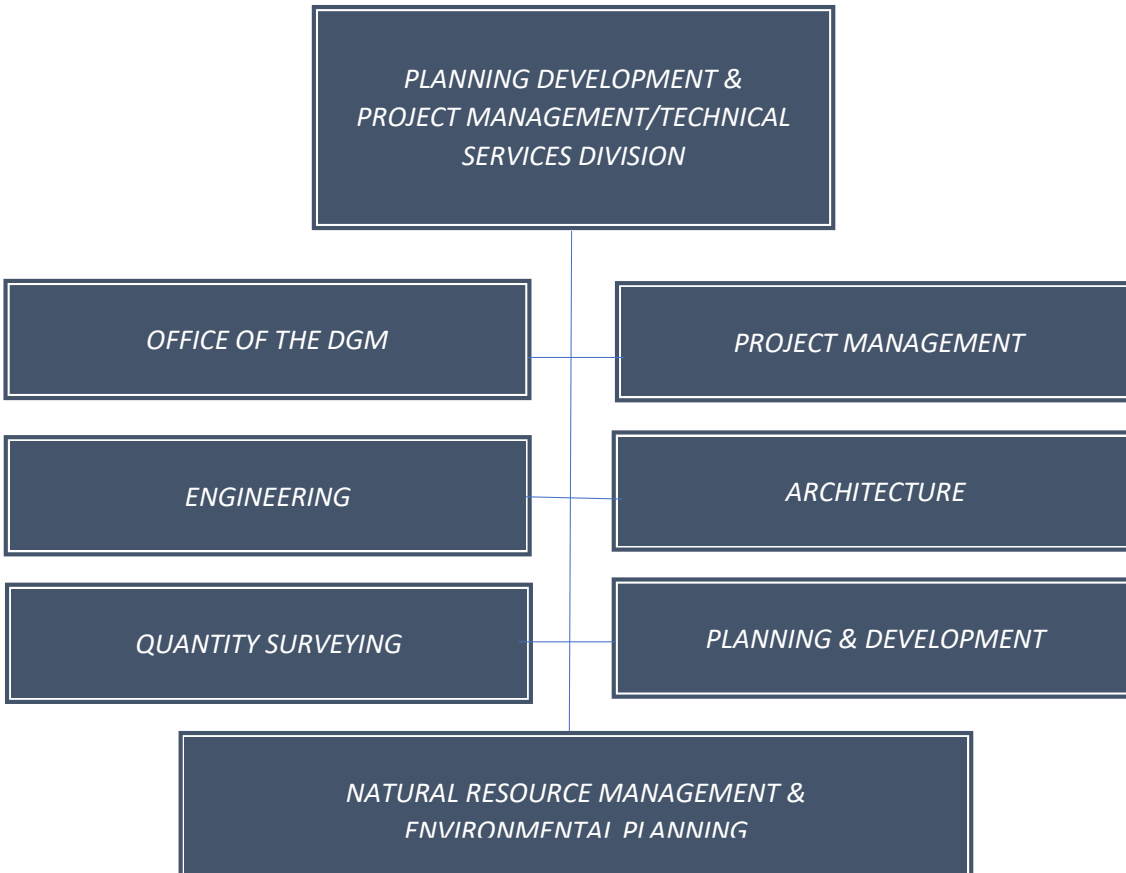 PLANNING DEVELOPMENT &
PROJECT MANAGEMENT/TECHNICAL
SERVICES DIVISION
OFFICE OF THE DGM
PROJECT MANAGEMENT
ENGINEERING
ARCHITECTURE
QUANTITY SURVEYING
PLANNING & DEVELOPMENT
NATURAL RESOURCE MANAGEMENT &
ENVIRONMENTAL PLANNING